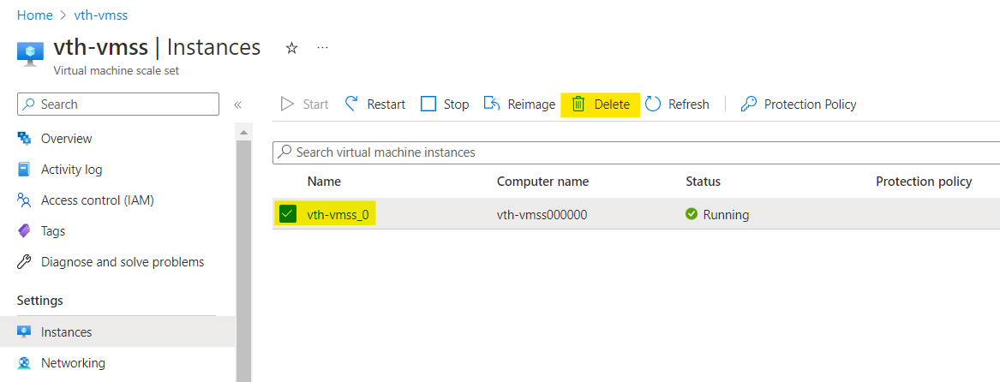 Home > vth-vmss
vth-vmss | Instances ☆ ...
Virtual machine scale set
Search «
Start Restart Stop Reimage Delete Refresh | Protection Policy
Overview
Activity log
Access control (IAM)
Tags
Diagnose and solve problems
Settings
Instances
Networking
Search virtual machine instances
Name Computer name Status Protection policy
vth-vmss_0 vth-vmss000000 Running